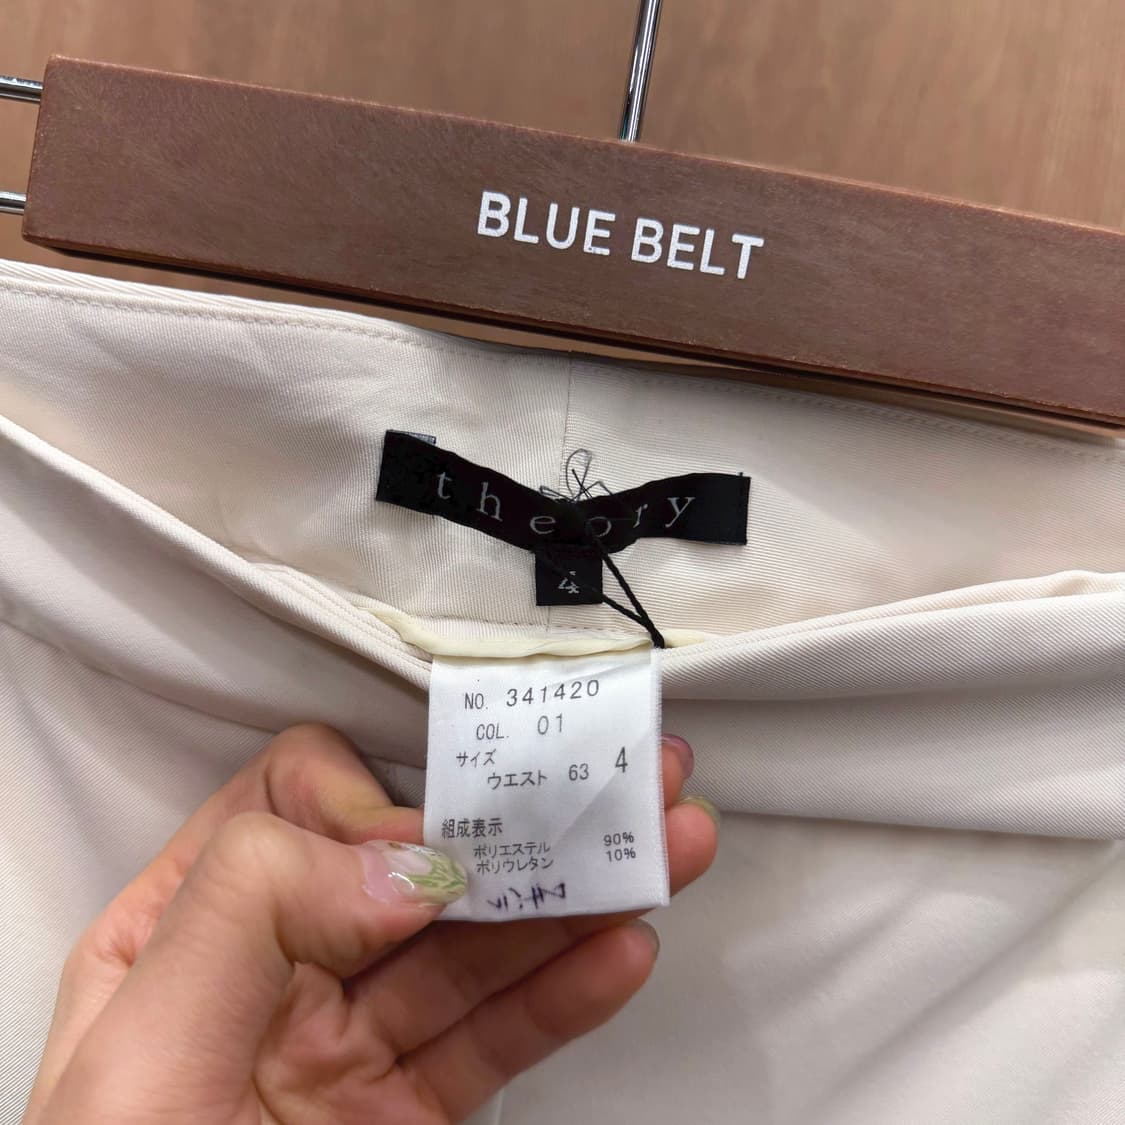 BLUE BELT
theory
4
NO. 341420
COL. 01
サイズ
ウエスト 63 4
組成表示
ポリエステル 90%
ポリウレタン 10%